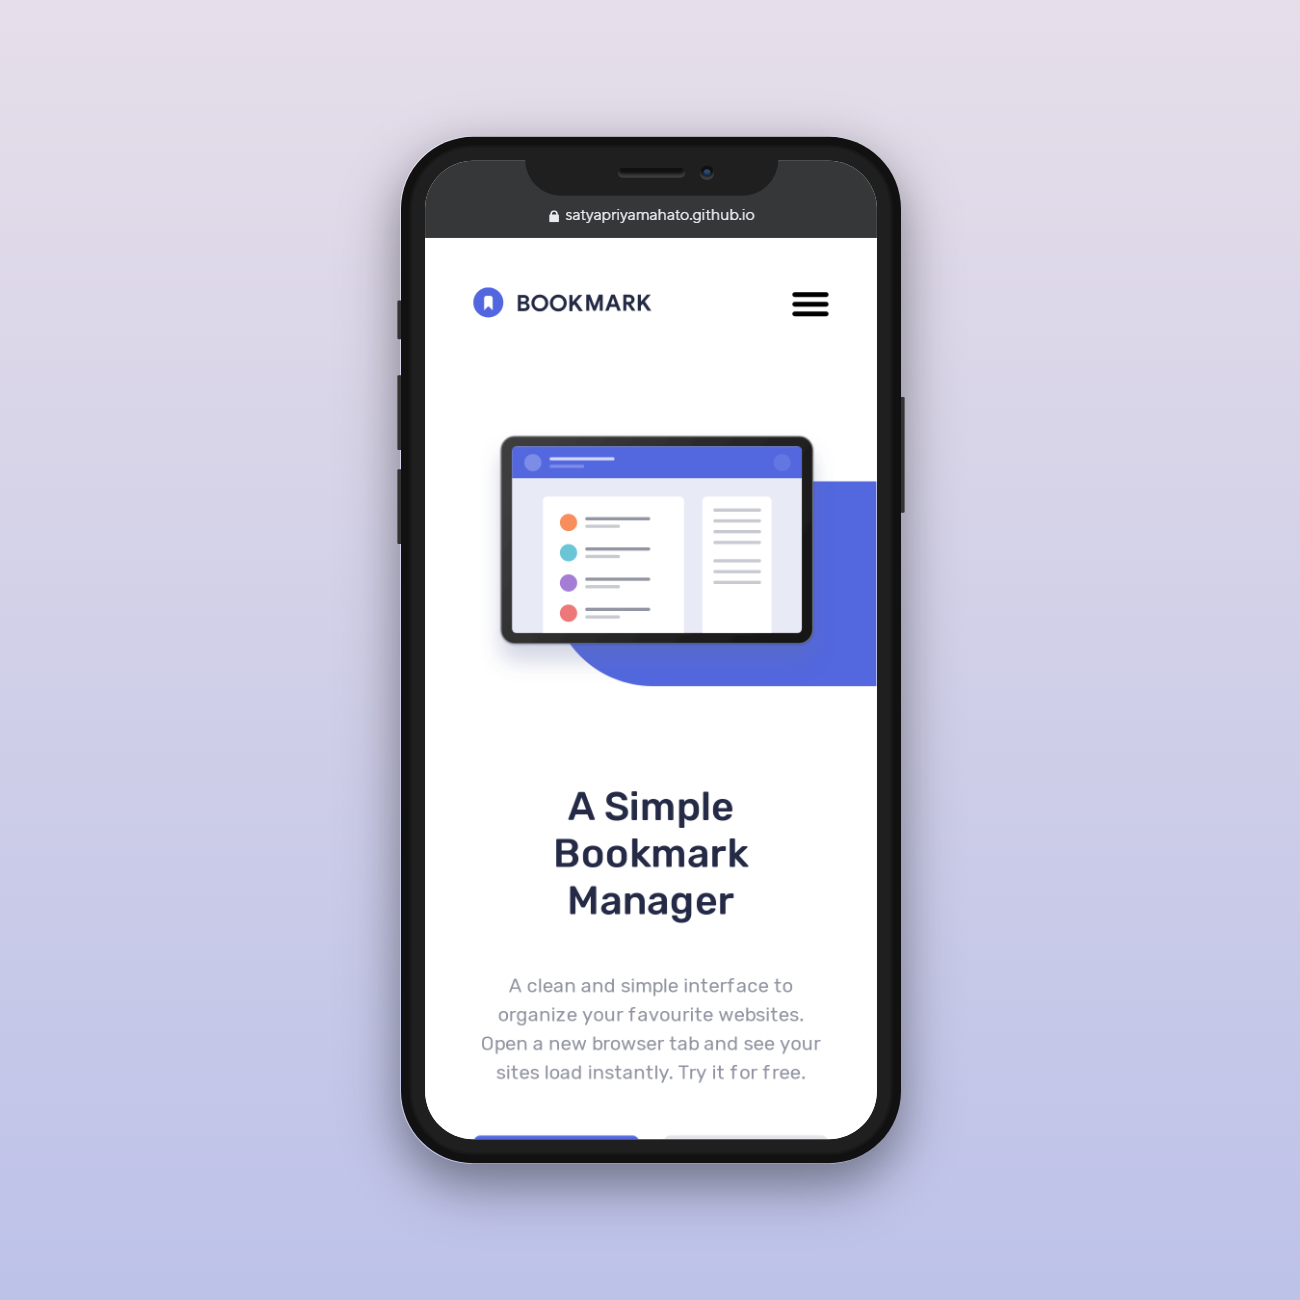 satyapriyamahato.github.io
BOOKMARK
A Simple
Bookmark
Manager
A clean and simple interface to
organize your favourite websites.
Open a new browser tab and see your
sites load instantly. Try it for free.